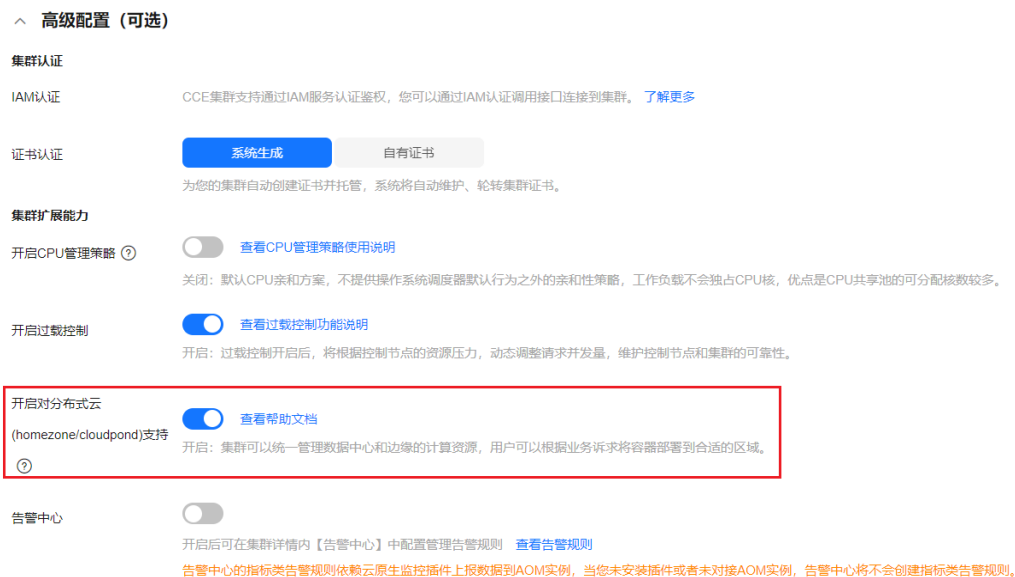 高级配置（可选）
集群认证
IAM认证
CCE集群支持通过IAM服务认证鉴权，您可以通过IAM认证调用接口连接到集群。 了解更多
证书认证
系统生成 自有证书
为您的集群自动创建证书并托管，系统将自动维护、轮转集群证书。
集群扩展能力
开启CPU管理策略 ?
查看CPU管理策略使用说明
关闭：默认CPU亲和方案，不提供操作系统调度器默认行为之外的亲和性策略，工作负载不会独占CPU核，优点是CPU共享池的可分配核数较多。
开启过载控制
查看过载控制功能说明
开启：过载控制开启后，将根据控制节点的资源压力，动态调整请求并发量，维护控制节点和集群的可靠性。
开启对分布式云
(homezone/cloudpond)支持
?
查看帮助文档
开启：集群可以统一管理数据中心和边缘的计算资源，用户可以根据业务诉求将容器部署到合适的区域。
告警中心
开启后可在集群详情内【告警中心】中配置管理告警规则 查看告警规则
告警中心的指标类告警规则依赖云原生监控插件上报数据到AOM实例，当您未安装插件或者未对接AOM实例，告警中心将不会创建指标类告警规则。